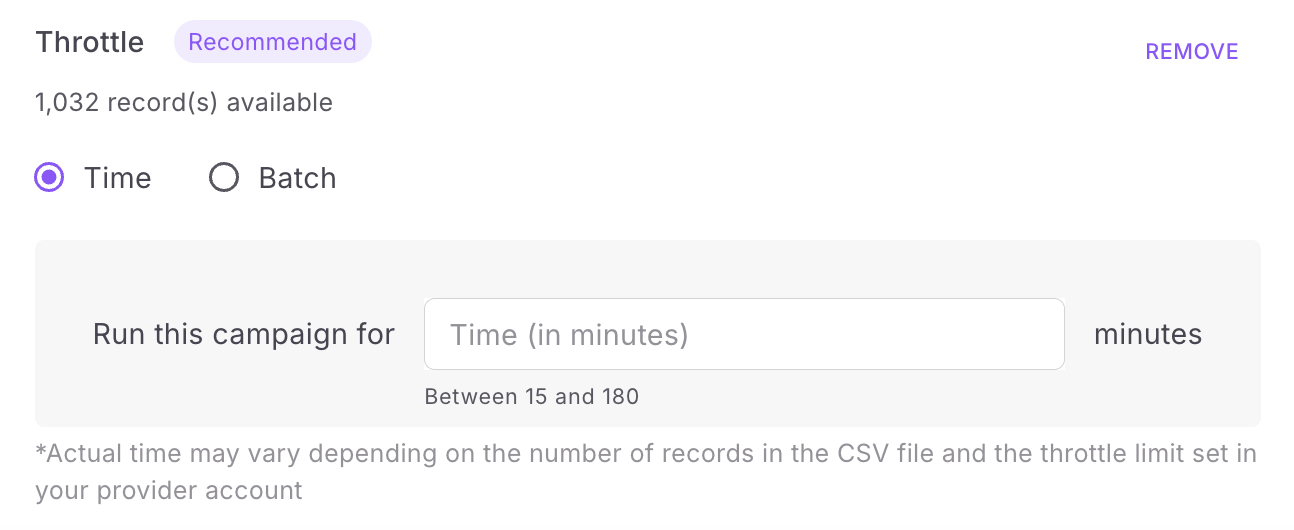 Throttle Recommended
REMOVE
1,032 record(s) available
Time Batch
Run this campaign for Time (in minutes) minutes
Between 15 and 180
*Actual time may vary depending on the number of records in the CSV file and the throttle limit set in
your provider account